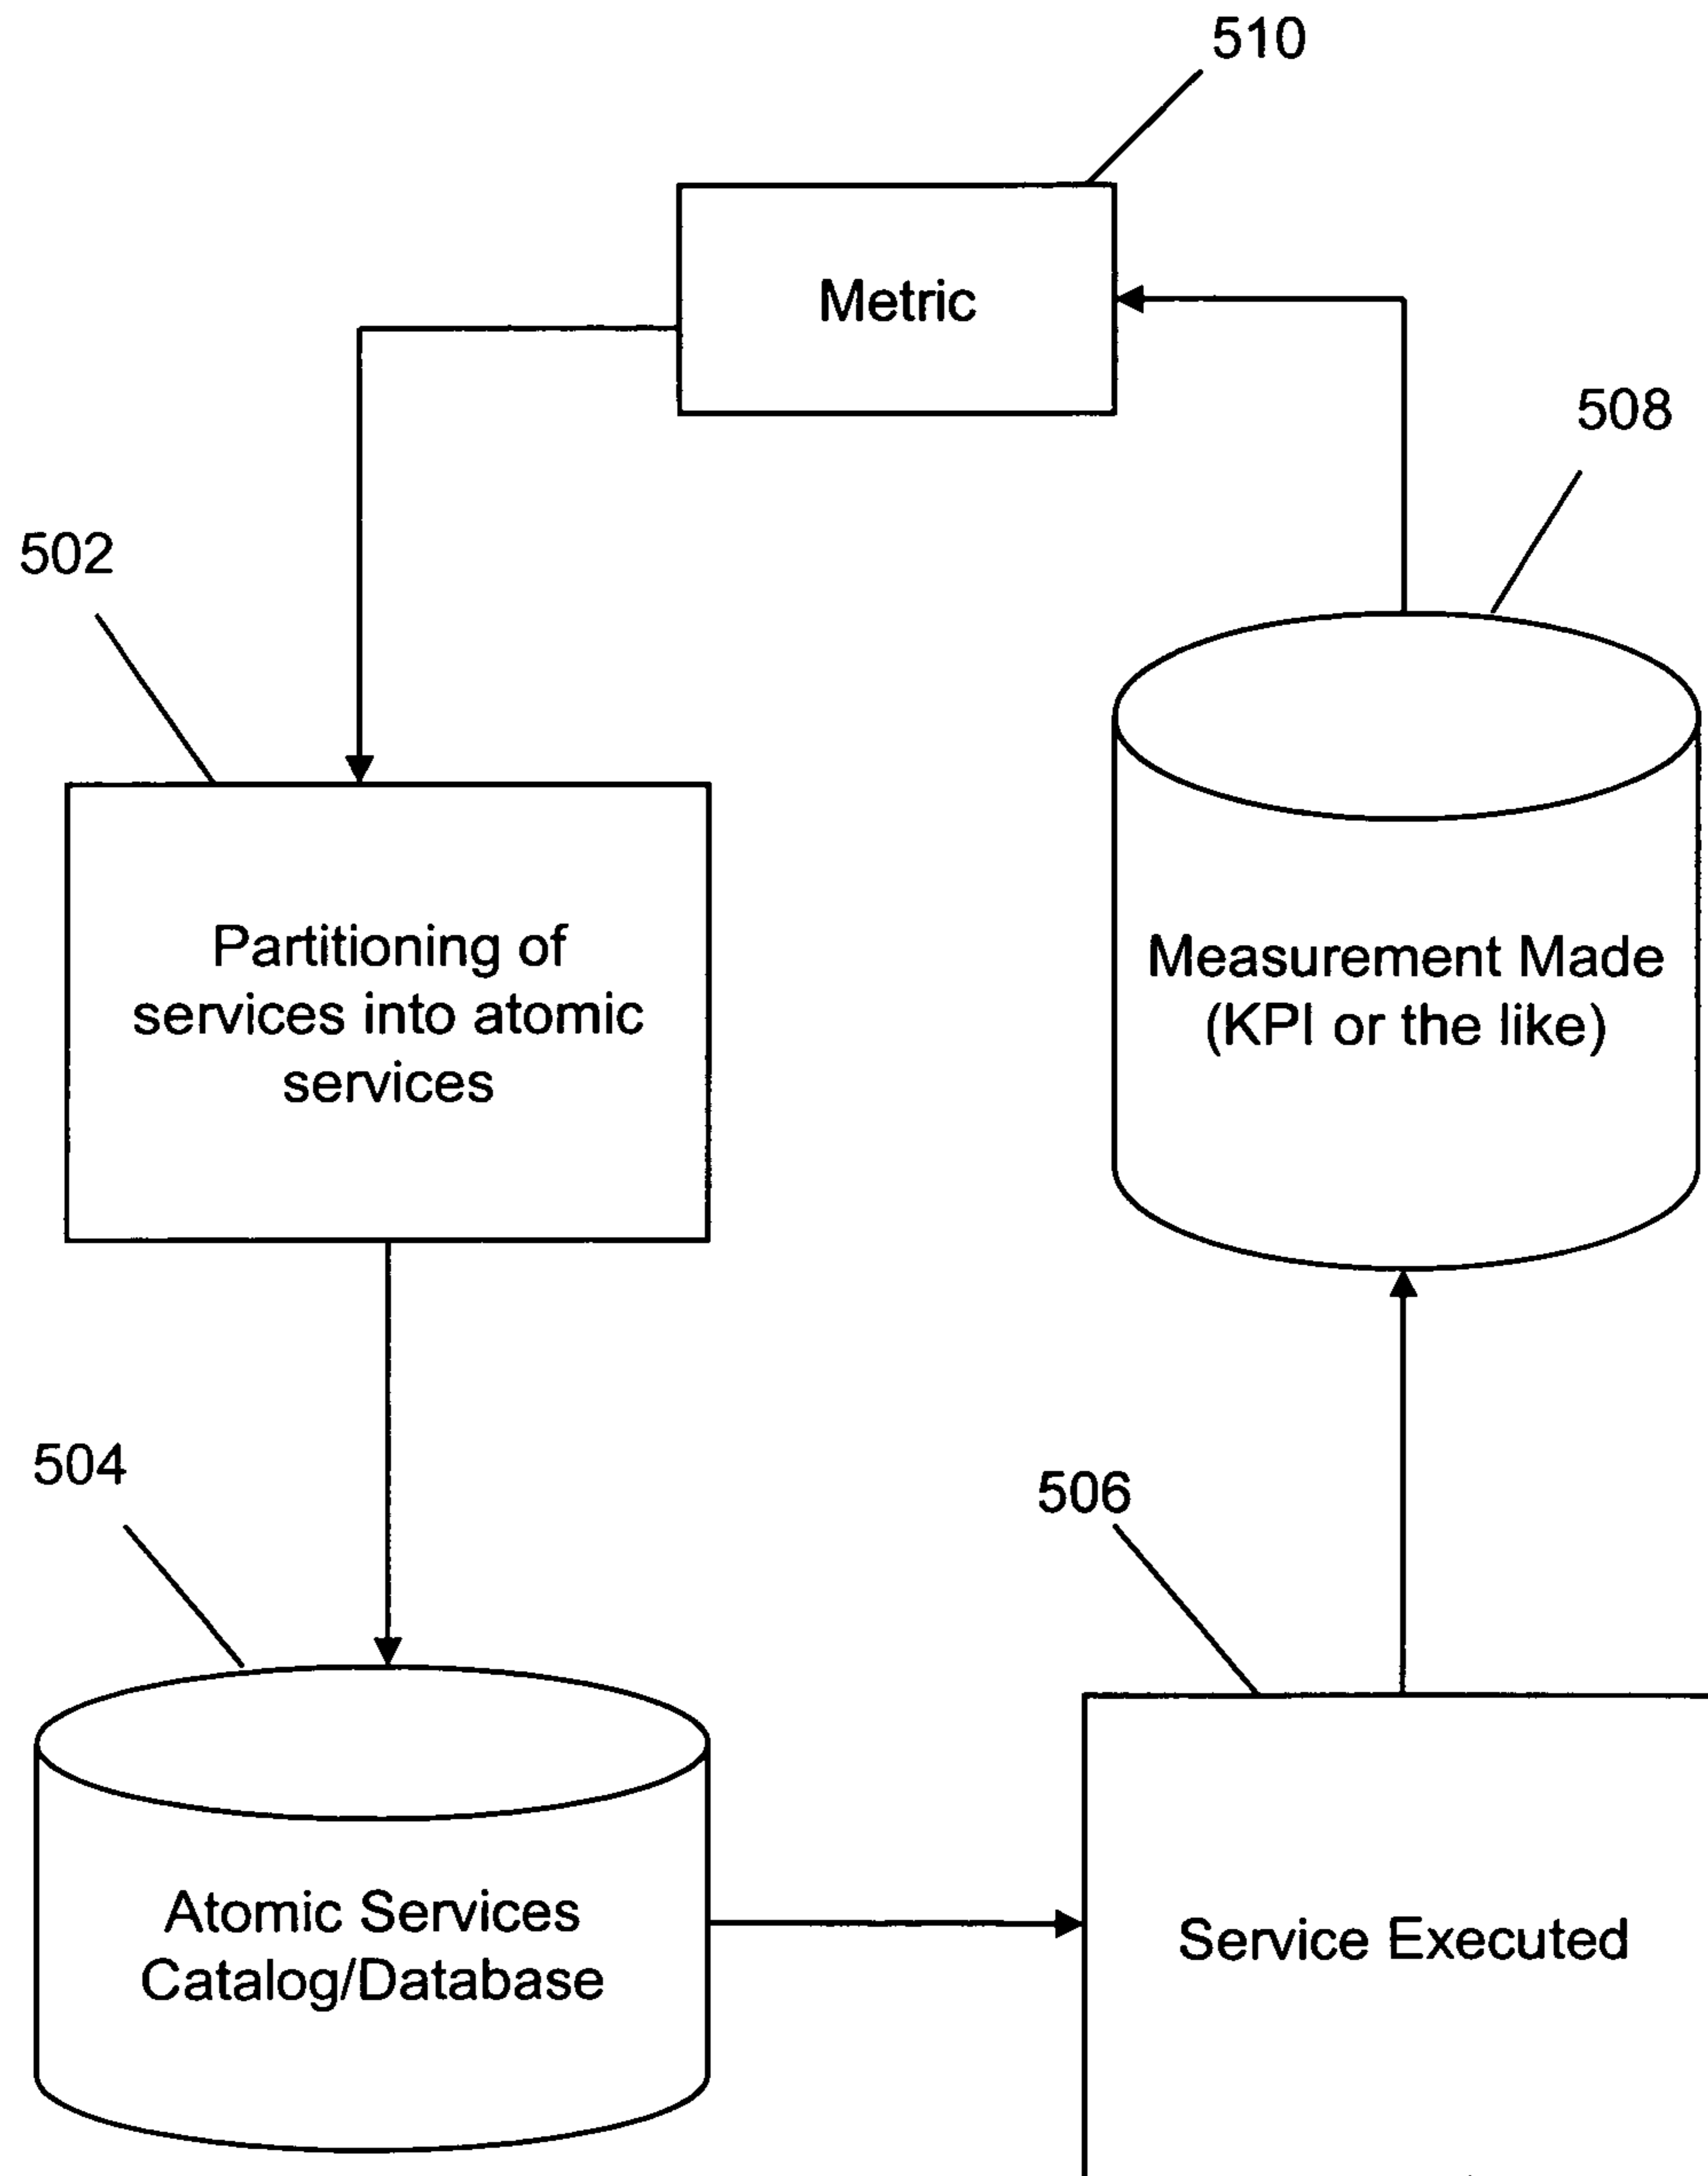 510
Metric
508
502
Partitioning of
services into atomic
services
Measurement Made
(KPI or the like)
504
506
Atomic Services
Catalog/Database
Service Executed